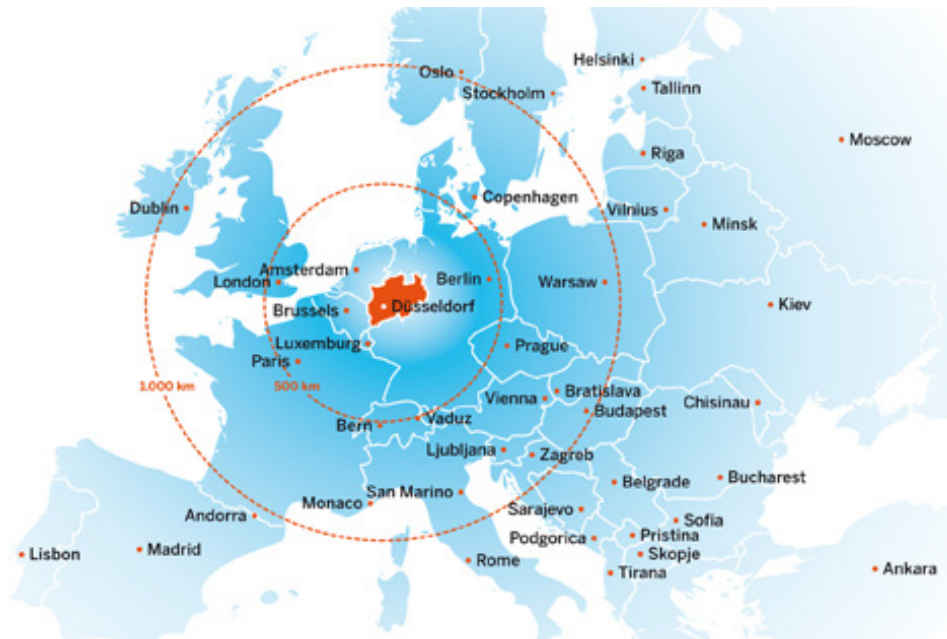 Helsinki
Oslo
Stockholm
Tallinn
Moscow
Riga
Copenhagen
Dublin
Vilnius
Minsk
Amsterdam
London
Berlin
Warsaw
Kiev
Brussels
Düsseldorf
Luxemburg
Prague
Paris
1.000 km
500 km
Bratislava
Vienna
Chisinau
Budapest
Vaduz
Bern
Ljubljana
Zagreb
Bucharest
Belgrade
San Marino
Monaco
Sarajevo
Andorra
Sofia
Podgorica
Pristina
Lisbon
Madrid
Skopje
Rome
Tirana
Ankara